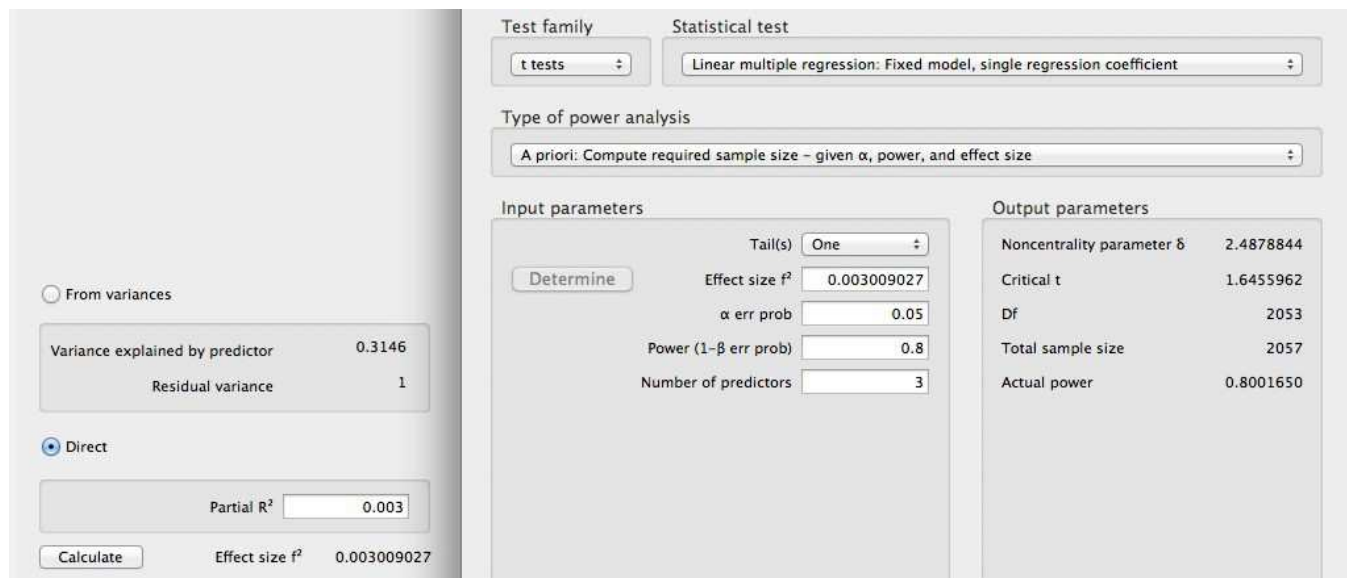 Test family
Statistical test
t tests
Linear multiple regression: Fixed model, single regression coefficient
Type of power analysis
A priori: Compute required sample size – given α, power, and effect size
Input parameters
Output parameters
Tail(s) One
Noncentrality parameter δ 2.4878844
Determine Effect size f² 0.003009027
Critical t 1.6455962
α err prob 0.05
Df 2053
Power (1-β err prob) 0.8
Total sample size 2057
Number of predictors 3
Actual power 0.8001650
From variances
Variance explained by predictor 0.3146
Residual variance 1
Direct
Partial R² 0.003
Calculate Effect size f² 0.003009027